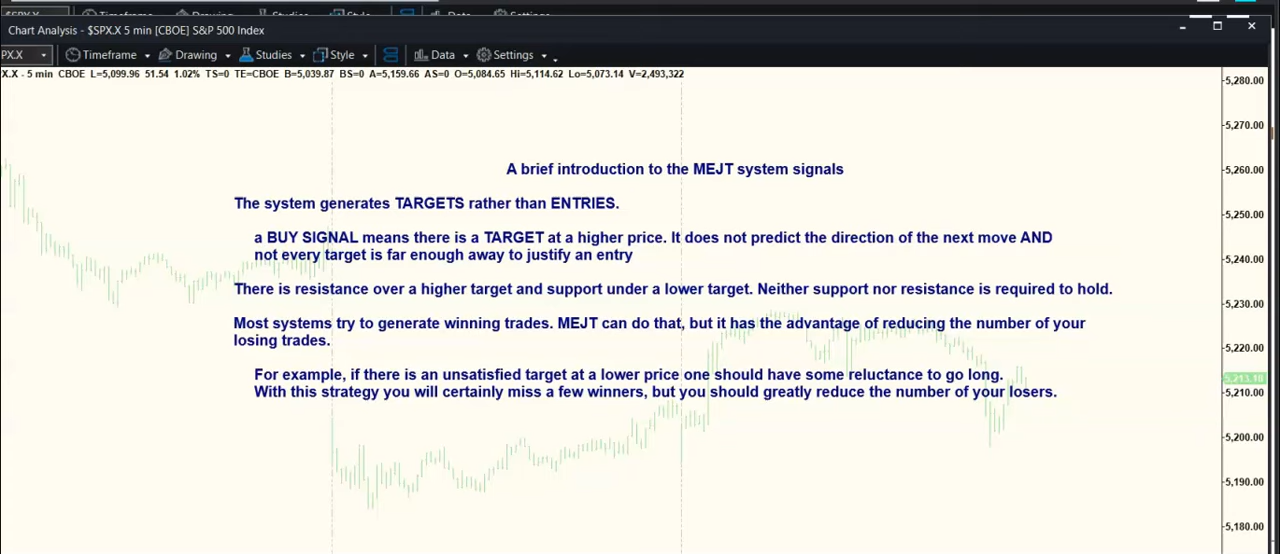 $SPX.X Timeframe Drawing Studies Style Data Settings
Chart Analysis - $SPX.X 5 min [CBOE] S&P 500 Index
PX.X Timeframe Drawing Studies Style Data Settings
X.X - 5 min CBOE L=5,099.96 51.54 1.02% TS=0 TE=CBOE B=5,039.87 BS=0 A=5,159.66 AS=0 O=5,084.65 Hi=5,114.62 Lo=5,073.14 V=2,493,322
5,280.00
5,270.00
A brief introduction to the MEJT system signals
5,260.00
The system generates TARGETS rather than ENTRIES.
5,250.00
a BUY SIGNAL means there is a TARGET at a higher price. It does not predict the direction of the next move AND
not every target is far enough away to justify an entry
5,240.00
There is resistance over a higher target and support under a lower target. Neither support nor resistance is required to hold.
5,230.00
Most systems try to generate winning trades. MEJT can do that, but it has the advantage of reducing the number of your
losing trades.
5,220.00
For example, if there is an unsatisfied target at a lower price one should have some reluctance to go long.
5,213.10
With this strategy you will certainly miss a few winners, but you should greatly reduce the number of your losers.
5,210.00
5,200.00
5,190.00
5,180.00